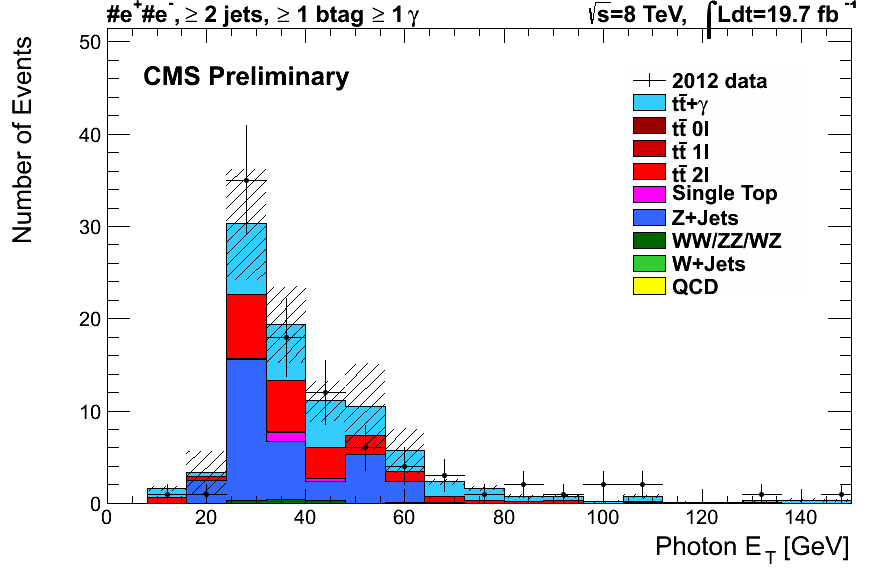 #e⁺#e⁻, ≥ 2 jets, ≥ 1 btag ≥ 1 γ
√s=8 TeV, ∫Ldt=19.7 fb⁻¹
CMS Preliminary
2012 data
tt̄+γ
tt̄ 0l
tt̄ 1l
tt̄ 2l
Single Top
Z+Jets
WW/ZZ/WZ
W+Jets
QCD
Number of Events
50
40
30
20
10
0
0 20 40 60 80 100 120 140
Photon E_T [GeV]